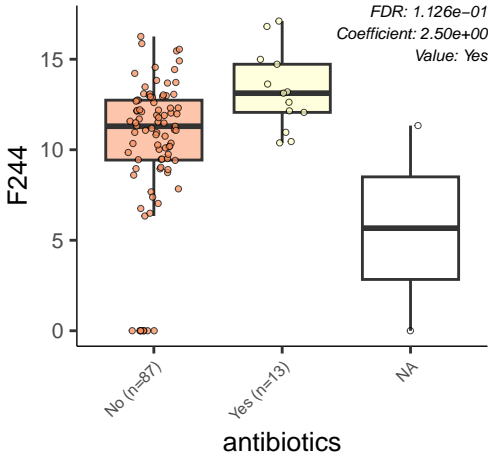 FDR: 1.126e−01
Coefficient: 2.50e+00
Value: Yes
15
10
5
0
F244
No (n=87)
Yes (n=13)
NA
antibiotics